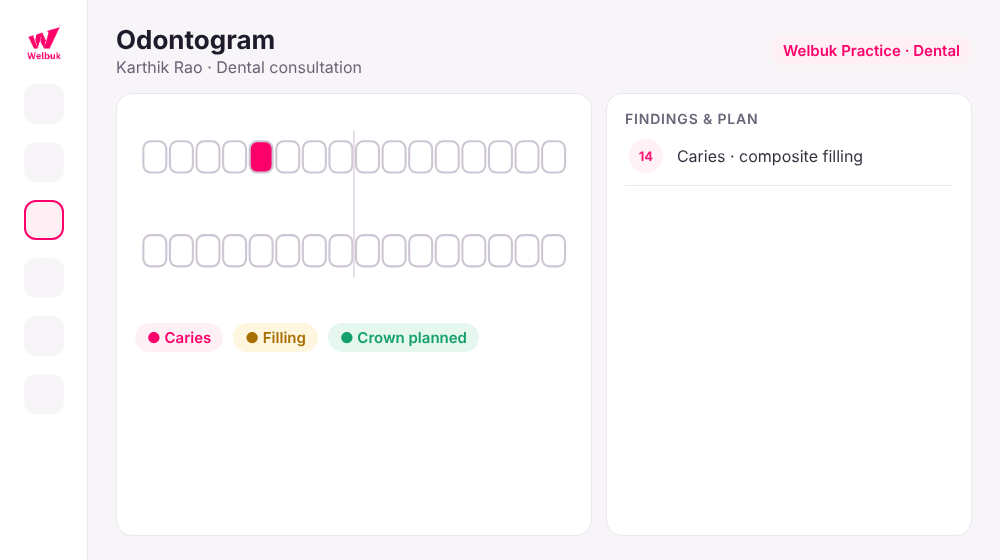 Welbuk
Odontogram
Karthik Rao · Dental consultation
Welbuk Practice · Dental
Caries
Filling
Crown planned
FINDINGS & PLAN
14
Caries · composite filling